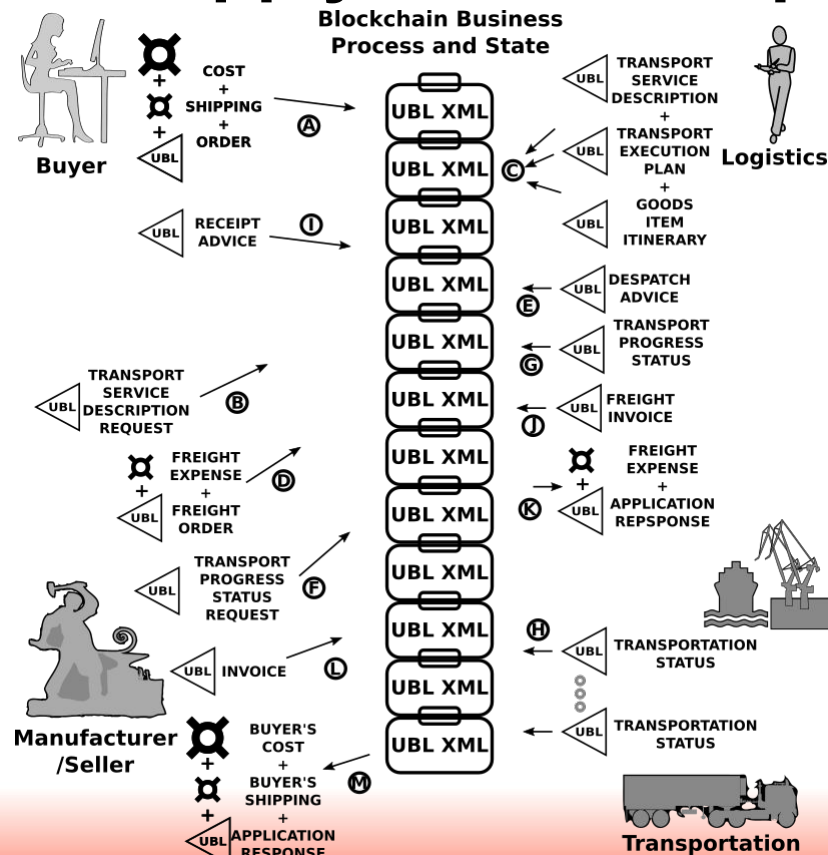 Blockchain Business
Process and State
COST
+
SHIPPING
+
ORDER
+
+
UBL
Buyer
A
UBL
RECEIPT
ADVICE
I
TRANSPORT
SERVICE
DESCRIPTION
REQUEST
UBL
B
FREIGHT
EXPENSE
+
FREIGHT
ORDER
+
UBL
D
TRANSPORT
PROGRESS
STATUS
REQUEST
UBL
F
UBL
INVOICE
L
Manufacturer
/Seller
BUYER'S
COST
+
BUYER'S
SHIPPING
+
APPLICATION
RESPONSE
+
+
UBL
M
UBL XML
UBL XML
UBL XML
UBL XML
UBL XML
UBL XML
UBL XML
UBL XML
UBL XML
UBL XML
UBL XML
UBL XML
UBL
TRANSPORT
SERVICE
DESCRIPTION
+
UBL
TRANSPORT
EXECUTION
PLAN
+
UBL
GOODS
ITEM
ITINERARY
C
Logistics
UBL
DESPATCH
ADVICE
E
UBL
TRANSPORT
PROGRESS
STATUS
G
UBL
FREIGHT
INVOICE
J
FREIGHT
EXPENSE
+
APPLICATION
REPSPONSE
+
UBL
K
H
UBL
TRANSPORTATION
STATUS
UBL
TRANSPORTATION
STATUS
Transportation